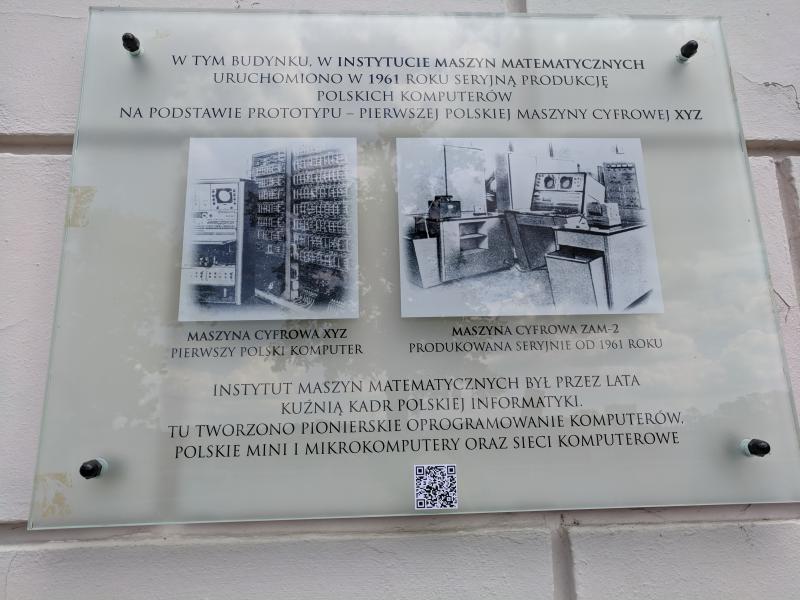 W TYM BUDYNKU, W INSTYTUCIE MASZYN MATEMATYCZNYCH
URUCHOMIONO W 1961 ROKU SERYJNĄ PRODUKCJĘ
POLSKICH KOMPUTERÓW
NA PODSTAWIE PROTOTYPU – PIERWSZEJ POLSKIEJ MASZYNY CYFROWEJ XYZ
MASZYNA CYFROWA XYZ
PIERWSZY POLSKI KOMPUTER
MASZYNA CYFROWA ZAM-2
PRODUKOWANA SERYJNIE OD 1961 ROKU
INSTYTUT MASZYN MATEMATYCZNYCH BYŁ PRZEZ LATA
KUŹNIĄ KADR POLSKIEJ INFORMATYKI.
TU TWORZONO PIONIERSKIE OPROGRAMOWANIE KOMPUTERÓW,
POLSKIE MINI I MIKROKOMPUTERY ORAZ SIECI KOMPUTEROWE